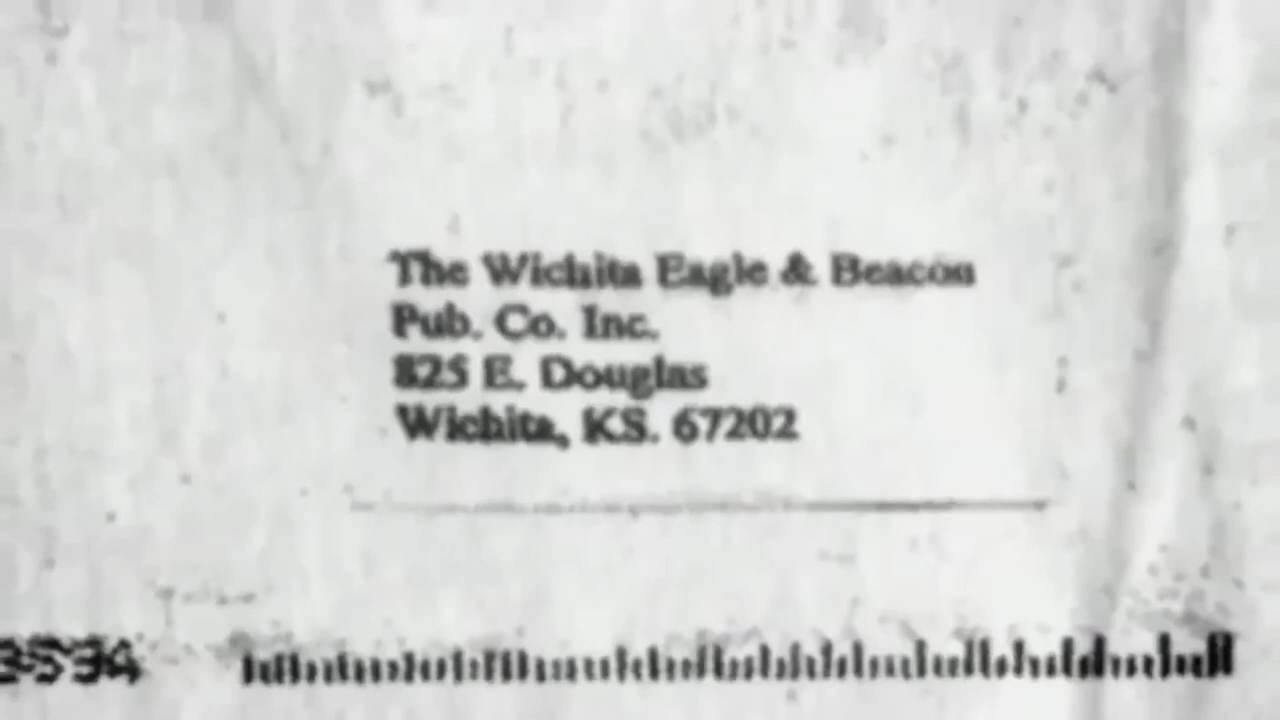 The Wichita Eagle & Beacon
Pub. Co. Inc.
825 E. Douglas
Wichita, KS. 67202